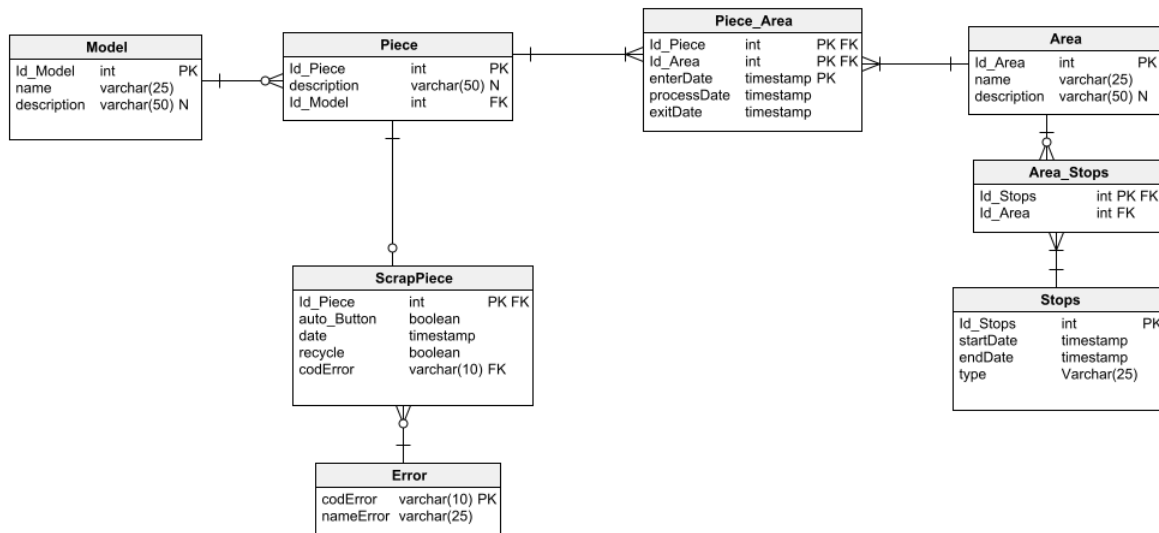 Model
Id_Model int PK
name varchar(25)
description varchar(50) N
Piece
Id_Piece int PK
description varchar(50) N
Id_Model int FK
Piece_Area
Id_Piece int PK FK
Id_Area int PK FK
enterDate timestamp PK
processDate timestamp
exitDate timestamp
Area
Id_Area int PK
name varchar(25)
description varchar(50) N
Area_Stops
Id_Stops int PK FK
Id_Area int FK
ScrapPiece
Id_Piece int PK FK
auto_Button boolean
date timestamp
recycle boolean
codError varchar(10) FK
Stops
Id_Stops int PK
startDate timestamp
endDate timestamp
type Varchar(25)
Error
codError varchar(10) PK
nameError varchar(25)